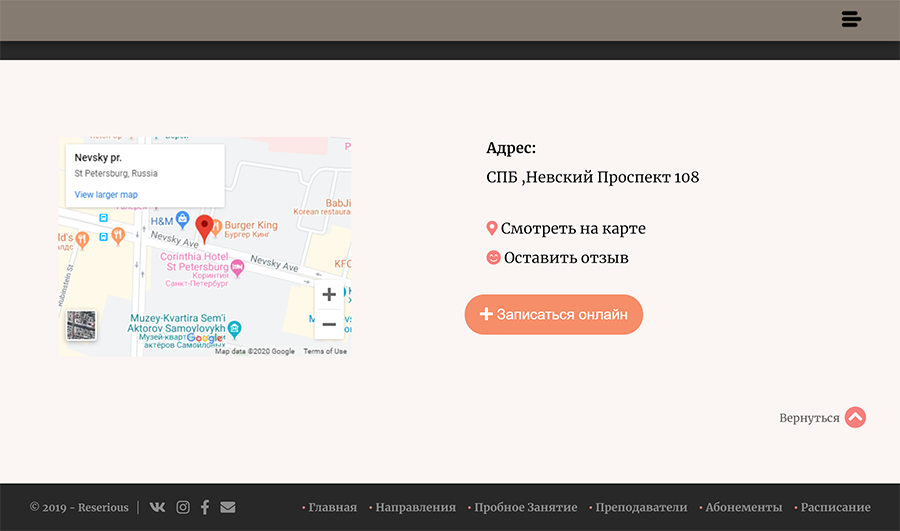 Nevsky pr.
St Petersburg, Russia
View larger map
H&M
Burger King
Бургер Кинг
BabJi
Korean restaura
Nevsky Ave
Corinthia Hotel
St Petersburg
Коринтия
Санкт-Петербург
Nevsky Ave
KFC
Rubinstein St
Muzey-Kvartira Sem'i
Aktorov Samoylovykh
Музей-кварт
актёров Самойловых
Google
Map data ©2020 Google Terms of Use
Адрес:
СПБ ,Невский Проспект 108
Смотреть на карте
Оставить отзыв
+ Записаться онлайн
Вернуться
© 2019 - Reserious | • Главная • Направления • Пробное Занятие • Преподаватели • Абонементы • Расписание